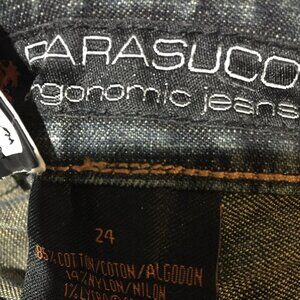 PARASUCO
ergonomic jeans
24
85% COTTON/COTON/ALGODON
14% NYLON/NILON